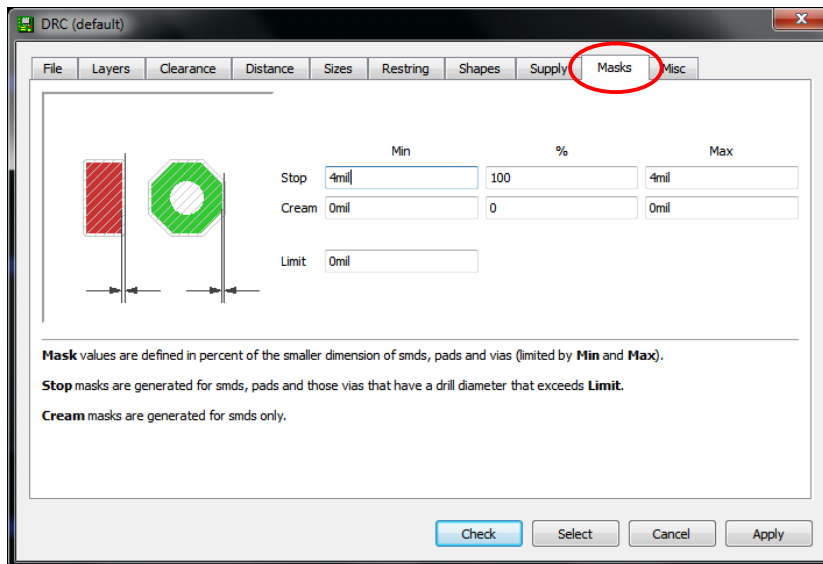 DRC (default)
File Layers Clearance Distance Sizes Restring Shapes Supply Masks Misc
Min % Max
Stop 4mil 100 4mil
Cream 0mil 0 0mil
Limit 0mil
Mask values are defined in percent of the smaller dimension of smds, pads and vias (limited by Min and Max).
Stop masks are generated for smds, pads and those vias that have a drill diameter that exceeds Limit.
Cream masks are generated for smds only.
Check Select Cancel Apply